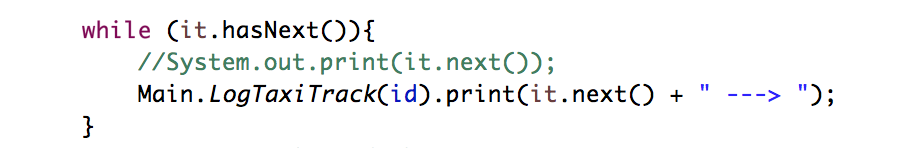 while (it.hasNext()){
    //System.out.print(it.next());
    Main.LogTaxiTrack(id).print(it.next() + " ---> ");
}